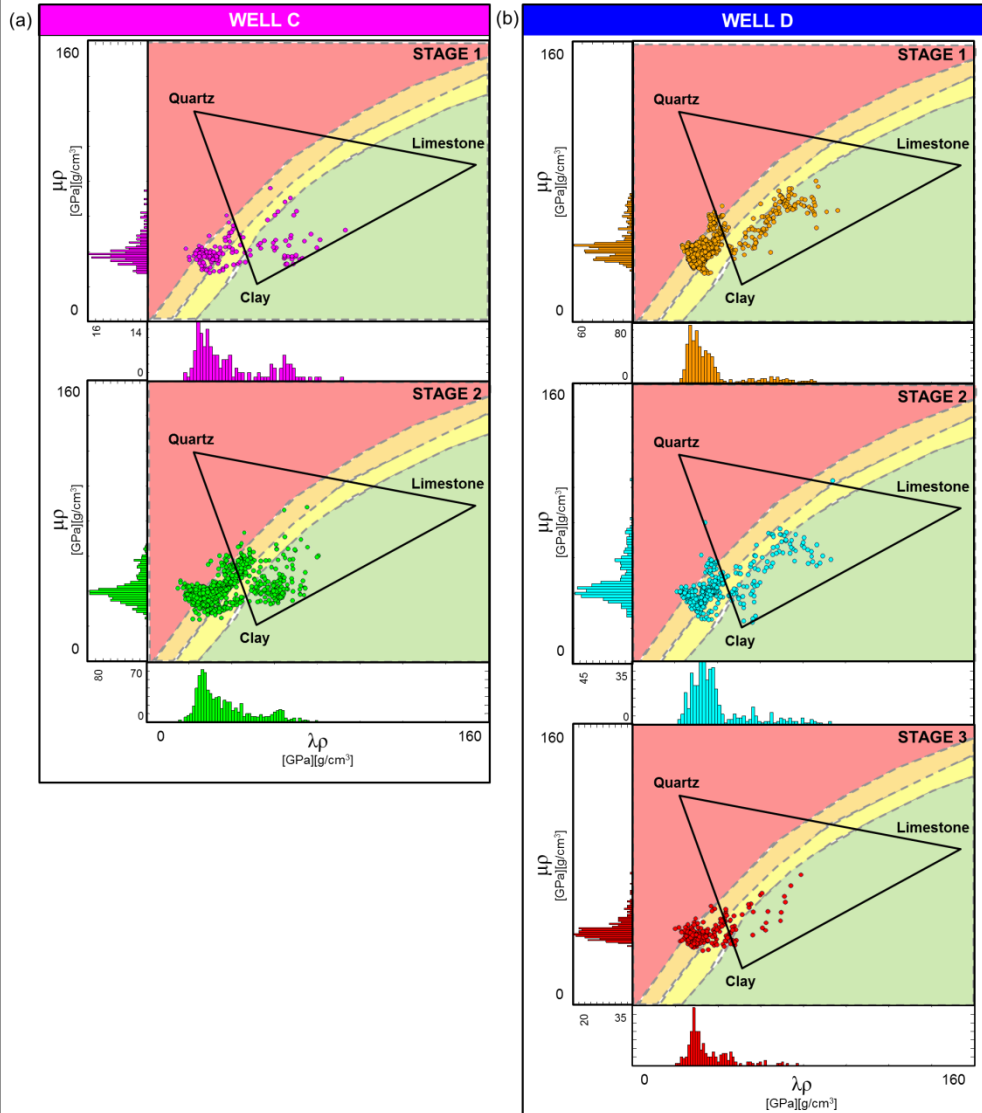 (a)
WELL C
160
STAGE 1
Quartz
Limestone
μρ
[GPa][g/cm³]
Clay
0
16
14
0
160
STAGE 2
Quartz
Limestone
μρ
[GPa][g/cm³]
Clay
0
80
70
0
0
λρ
160
[GPa][g/cm³]
(b)
WELL D
160
STAGE 1
Quartz
Limestone
μρ
[GPa][g/cm³]
Clay
0
60
80
0
160
STAGE 2
Quartz
Limestone
μρ
[GPa][g/cm³]
Clay
0
45
35
0
160
STAGE 3
Quartz
Limestone
μρ
[GPa][g/cm³]
Clay
0
20
35
0
λρ
160
[GPa][g/cm³]